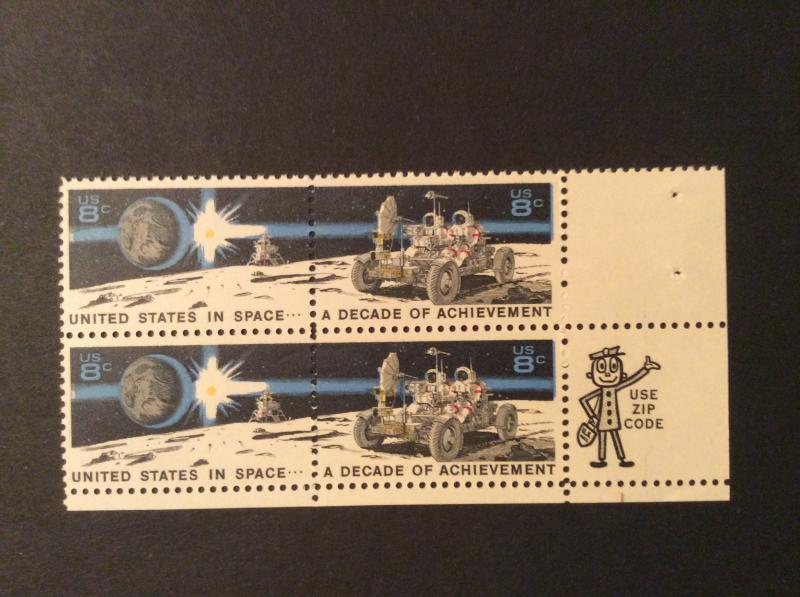 US
8c
US
8c
UNITED STATES IN SPACE...
A DECADE OF ACHIEVEMENT
US
8c
US
8c
UNITED STATES IN SPACE...
A DECADE OF ACHIEVEMENT
USE
ZIP
CODE